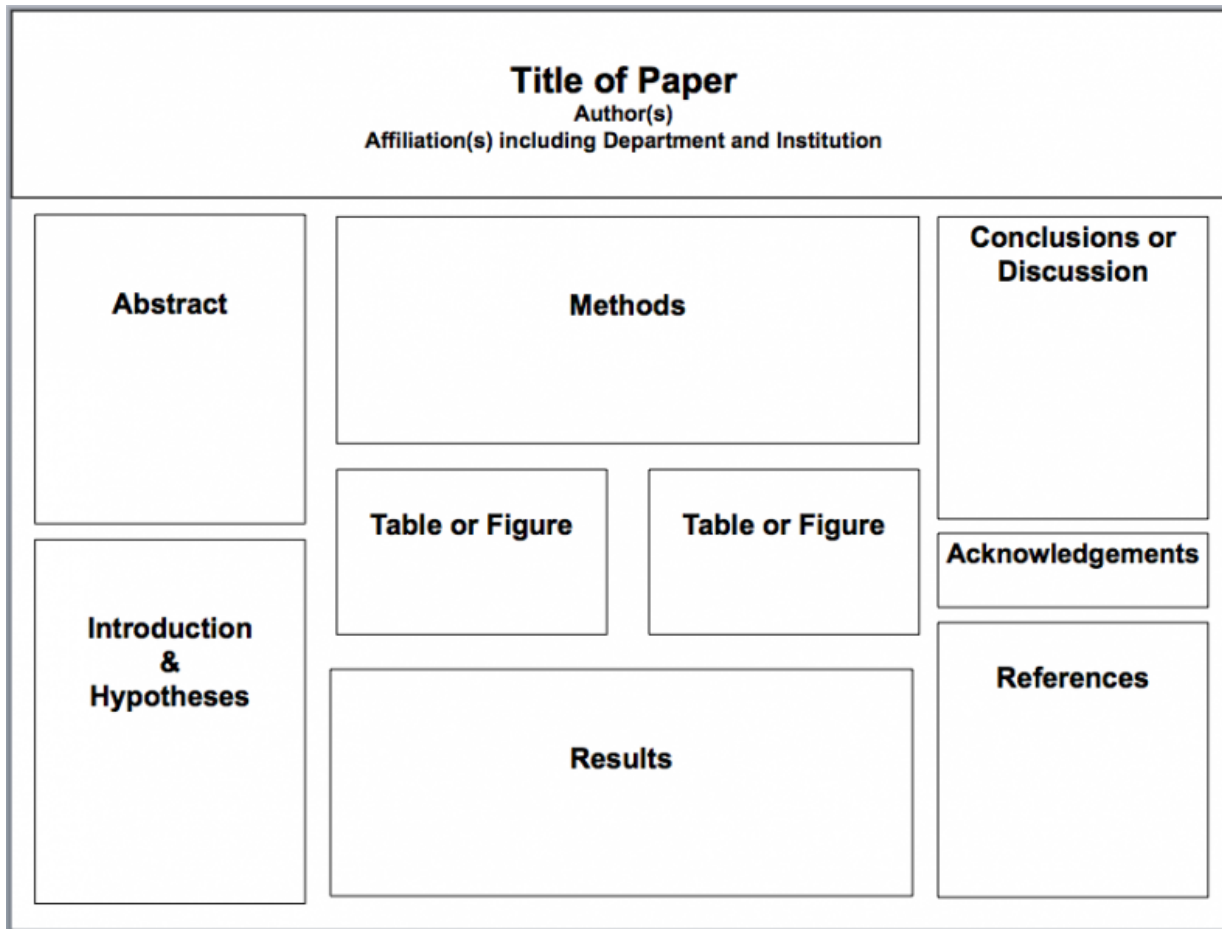 Title of Paper
Author(s)
Affiliation(s) including Department and Institution
Abstract
Introduction
&
Hypotheses
Methods
Table or Figure
Table or Figure
Results
Conclusions or
Discussion
Acknowledgements
References